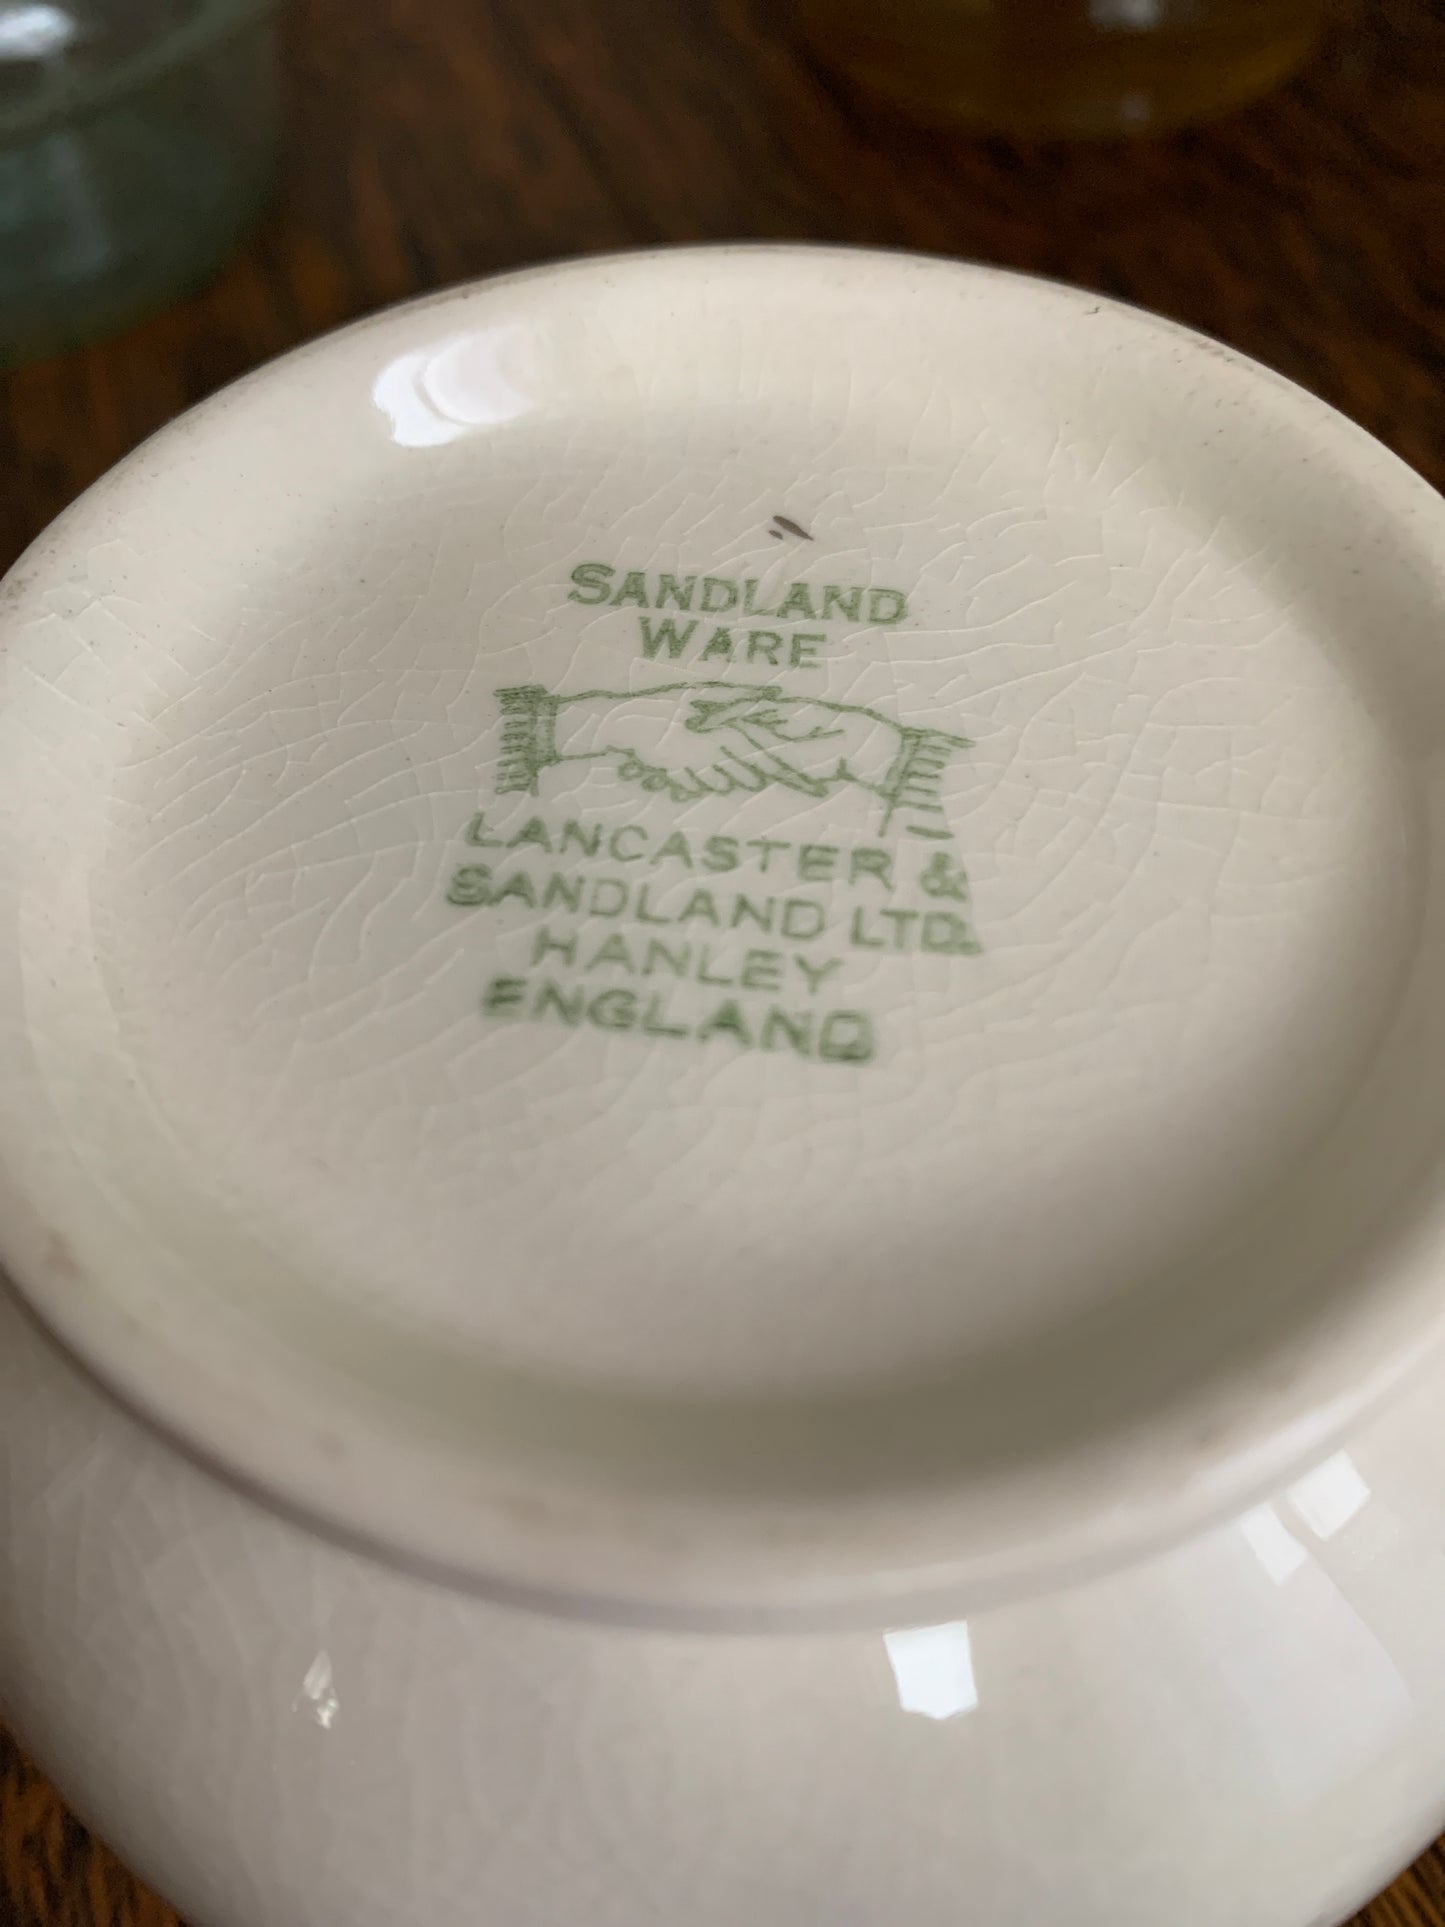 SANDLAND
WARE
LANCASTER &
SANDLAND LTD.
HANLEY
ENGLAND